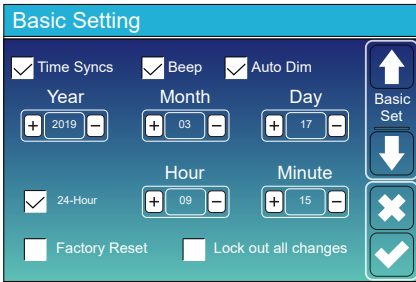 Basic Setting
Time Syncs Beep Auto Dim
Year Month Day
+ 2019 − + 03 − + 17 −
Basic
Set
Hour Minute
24-Hour + 09 − + 15 −
Factory Reset Lock out all changes